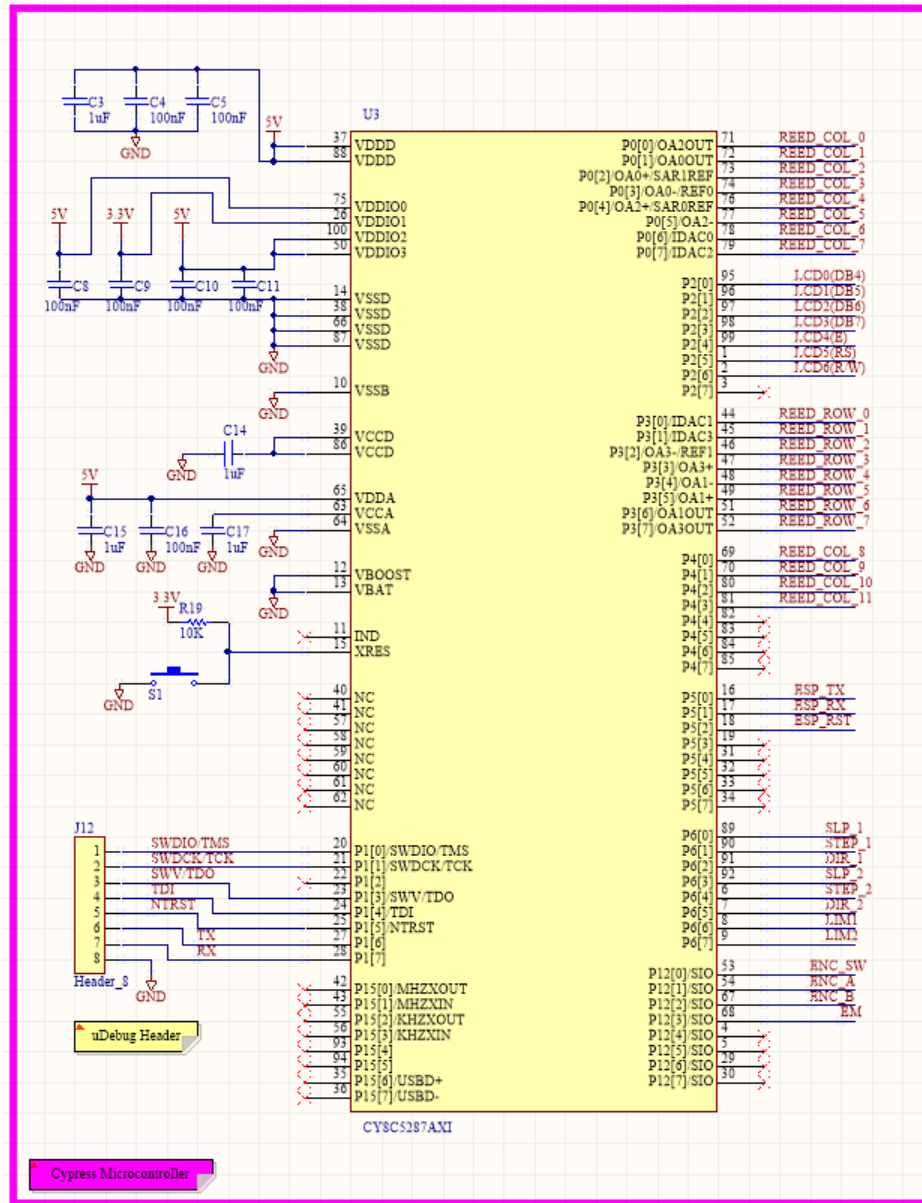 C3 C4 C5
1uF 100nF 100nF
5V
GND
U3
37 VDDD
88 VDDD
75 VDDIO0
26 VDDIO1
100 VDDIO2
50 VDDIO3
5V 3.3V 5V
C8 C9 C10 C11
100nF 100nF 100nF 100nF
14 VSSD
38 VSSD
66 VSSD
87 VSSD
GND
10 VSSB
GND
39 VCCD
86 VCCD
C14
1uF
GND
5V
65 VDDA
63 VCCA
64 VSSA
C15 C16 C17
1uF 100nF 1uF
GND GND GND GND
12 VBOOST
13 VBAT
GND
3.3V
R19
10K
11 IND
15 XRES
S1
GND
40 NC
41 NC
57 NC
58 NC
59 NC
60 NC
61 NC
62 NC
J12
1 SWDIO/TMS 20 P1[0]/SWDIO/TMS
2 SWDCK/TCK 21 P1[1]/SWDCK/TCK
22 P1[2]
3 SWV/TDO 23 P1[3]/SWV/TDO
4 TDI 24 P1[4]/TDI
5 NTRST 25 P1[5]/NTRST
6 TX 27 P1[6]
7 RX 28 P1[7]
8
Header_8
GND
42 P15[0]/MHZXOUT
43 P15[1]/MHZXIN
55 P15[2]/KHZXOUT
56 P15[3]/KHZXIN
93 P15[4]
94 P15[5]
35 P15[6]/USBD+
36 P15[7]/USBD-
P0[0]/OA2OUT 71 REED_COL_0
P0[1]/OA0OUT 72 REED_COL_1
P0[2]/OA0+/SAR1REF 73 REED_COL_2
P0[3]/OA0-/REF0 74 REED_COL_3
P0[4]/OA2+/SAR0REF 76 REED_COL_4
P0[5]/OA2- 77 REED_COL_5
P0[6]/IDAC0 78 REED_COL_6
P0[7]/IDAC2 79 REED_COL_7
P2[0] 95 LCD0(DB4)
P2[1] 96 LCD1(DB5)
P2[2] 97 LCD2(DB6)
P2[3] 98 LCD3(DB7)
P2[4] 99 LCD4(E)
P2[5] 1 LCD5(RS)
P2[6] 2 LCD6(R/W)
P2[7] 3
P3[0]/IDAC1 44 REED_ROW_0
P3[1]/IDAC3 45 REED_ROW_1
P3[2]/OA3-/REF1 46 REED_ROW_2
P3[3]/OA3+ 47 REED_ROW_3
P3[4]/OA1- 48 REED_ROW_4
P3[5]/OA1+ 49 REED_ROW_5
P3[6]/OA1OUT 51 REED_ROW_6
P3[7]/OA3OUT 52 REED_ROW_7
P4[0] 69 REED_COL_8
P4[1] 70 REED_COL_9
P4[2] 80 REED_COL_10
P4[3] 81 REED_COL_11
P4[4] 82
P4[5] 83
P4[6] 84
P4[7] 85
P5[0] 16 ESP_TX
P5[1] 17 ESP_RX
P5[2] 18 ESP_RST
P5[3] 19
P5[4] 31
P5[5] 32
P5[6] 33
P5[7] 34
P6[0] 89 SLP_1
P6[1] 90 STEP_1
P6[2] 91 DIR_1
P6[3] 92 SLP_2
P6[4] 6 STEP_2
P6[5] 7 DIR_2
P6[6] 8 LIM1
P6[7] 9 LIM2
P12[0]/SIO 53 ENC_SW
P12[1]/SIO 54 ENC_A
P12[2]/SIO 67 ENC_B
P12[3]/SIO 68 EM
P12[4]/SIO 4
P12[5]/SIO 5
P12[6]/SIO 29
P12[7]/SIO 30
CY8C5287AXI
uDebug Header
Cypress Microcontroller